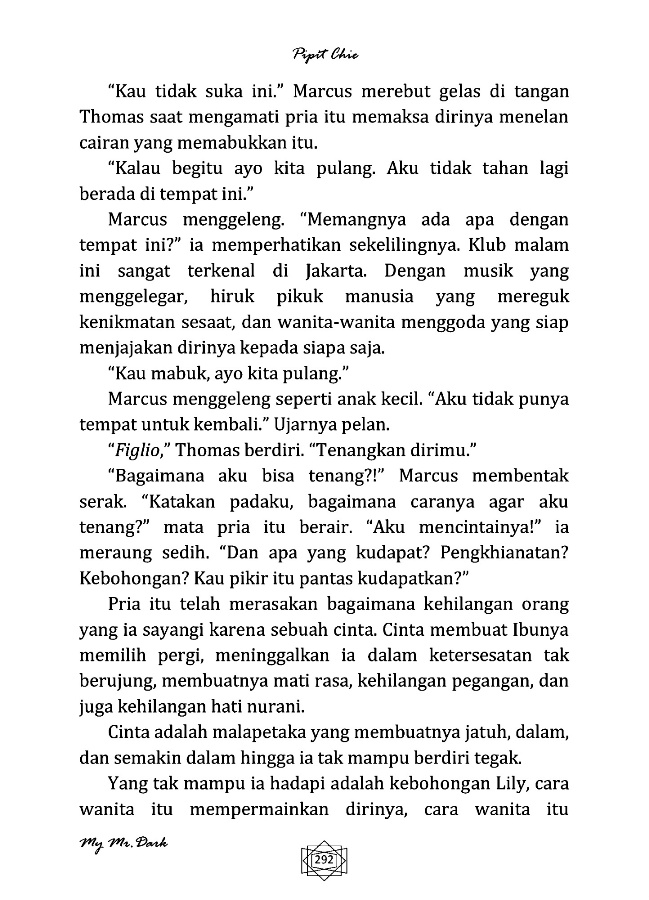 Pipit Chie
“Kau tidak suka ini.” Marcus merebut gelas di tangan
Thomas saat mengamati pria itu memaksa dirinya menelan
cairan yang memabukkan itu.
“Kalau begitu ayo kita pulang. Aku tidak tahan lagi
berada di tempat ini.”
Marcus menggeleng. “Memangnya ada apa dengan
tempat ini?” ia memperhatikan sekelilingnya. Klub malam
ini sangat terkenal di Jakarta. Dengan musik yang
menggelegar, hiruk pikuk manusia yang mereguk
kenikmatan sesaat, dan wanita-wanita menggoda yang siap
menjajakan dirinya kepada siapa saja.
“Kau mabuk, ayo kita pulang.”
Marcus menggeleng seperti anak kecil. “Aku tidak punya
tempat untuk kembali.” Ujarnya pelan.
“Figlio,” Thomas berdiri. “Tenangkan dirimu.”
“Bagaimana aku bisa tenang?!” Marcus membentak
serak. “Katakan padaku, bagaimana caranya agar aku
tenang?” mata pria itu berair. “Aku mencintainya!” ia
meraung sedih. “Dan apa yang kudapat? Pengkhianatan?
Kebohongan? Kau pikir itu pantas kudapatkan?”
Pria itu telah merasakan bagaimana kehilangan orang
yang ia sayangi karena sebuah cinta. Cinta membuat Ibunya
memilih pergi, meninggalkan ia dalam ketersesatan tak
berujung, membuatnya mati rasa, kehilangan pegangan, dan
juga kehilangan hati nurani.
Cinta adalah malapetaka yang membuatnya jatuh, dalam,
dan semakin dalam hingga ia tak mampu berdiri tegak.
Yang tak mampu ia hadapi adalah kebohongan Lily, cara
wanita itu mempermainkan dirinya, cara wanita itu
My Mr. Dark
292